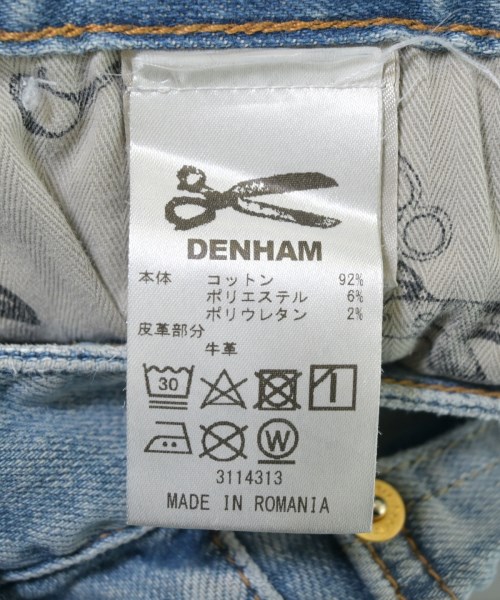 DENHAM
本体 コットン 92%
ポリエステル 6%
ポリウレタン 2%
皮革部分
牛革
30
W
3114313
MADE IN ROMANIA